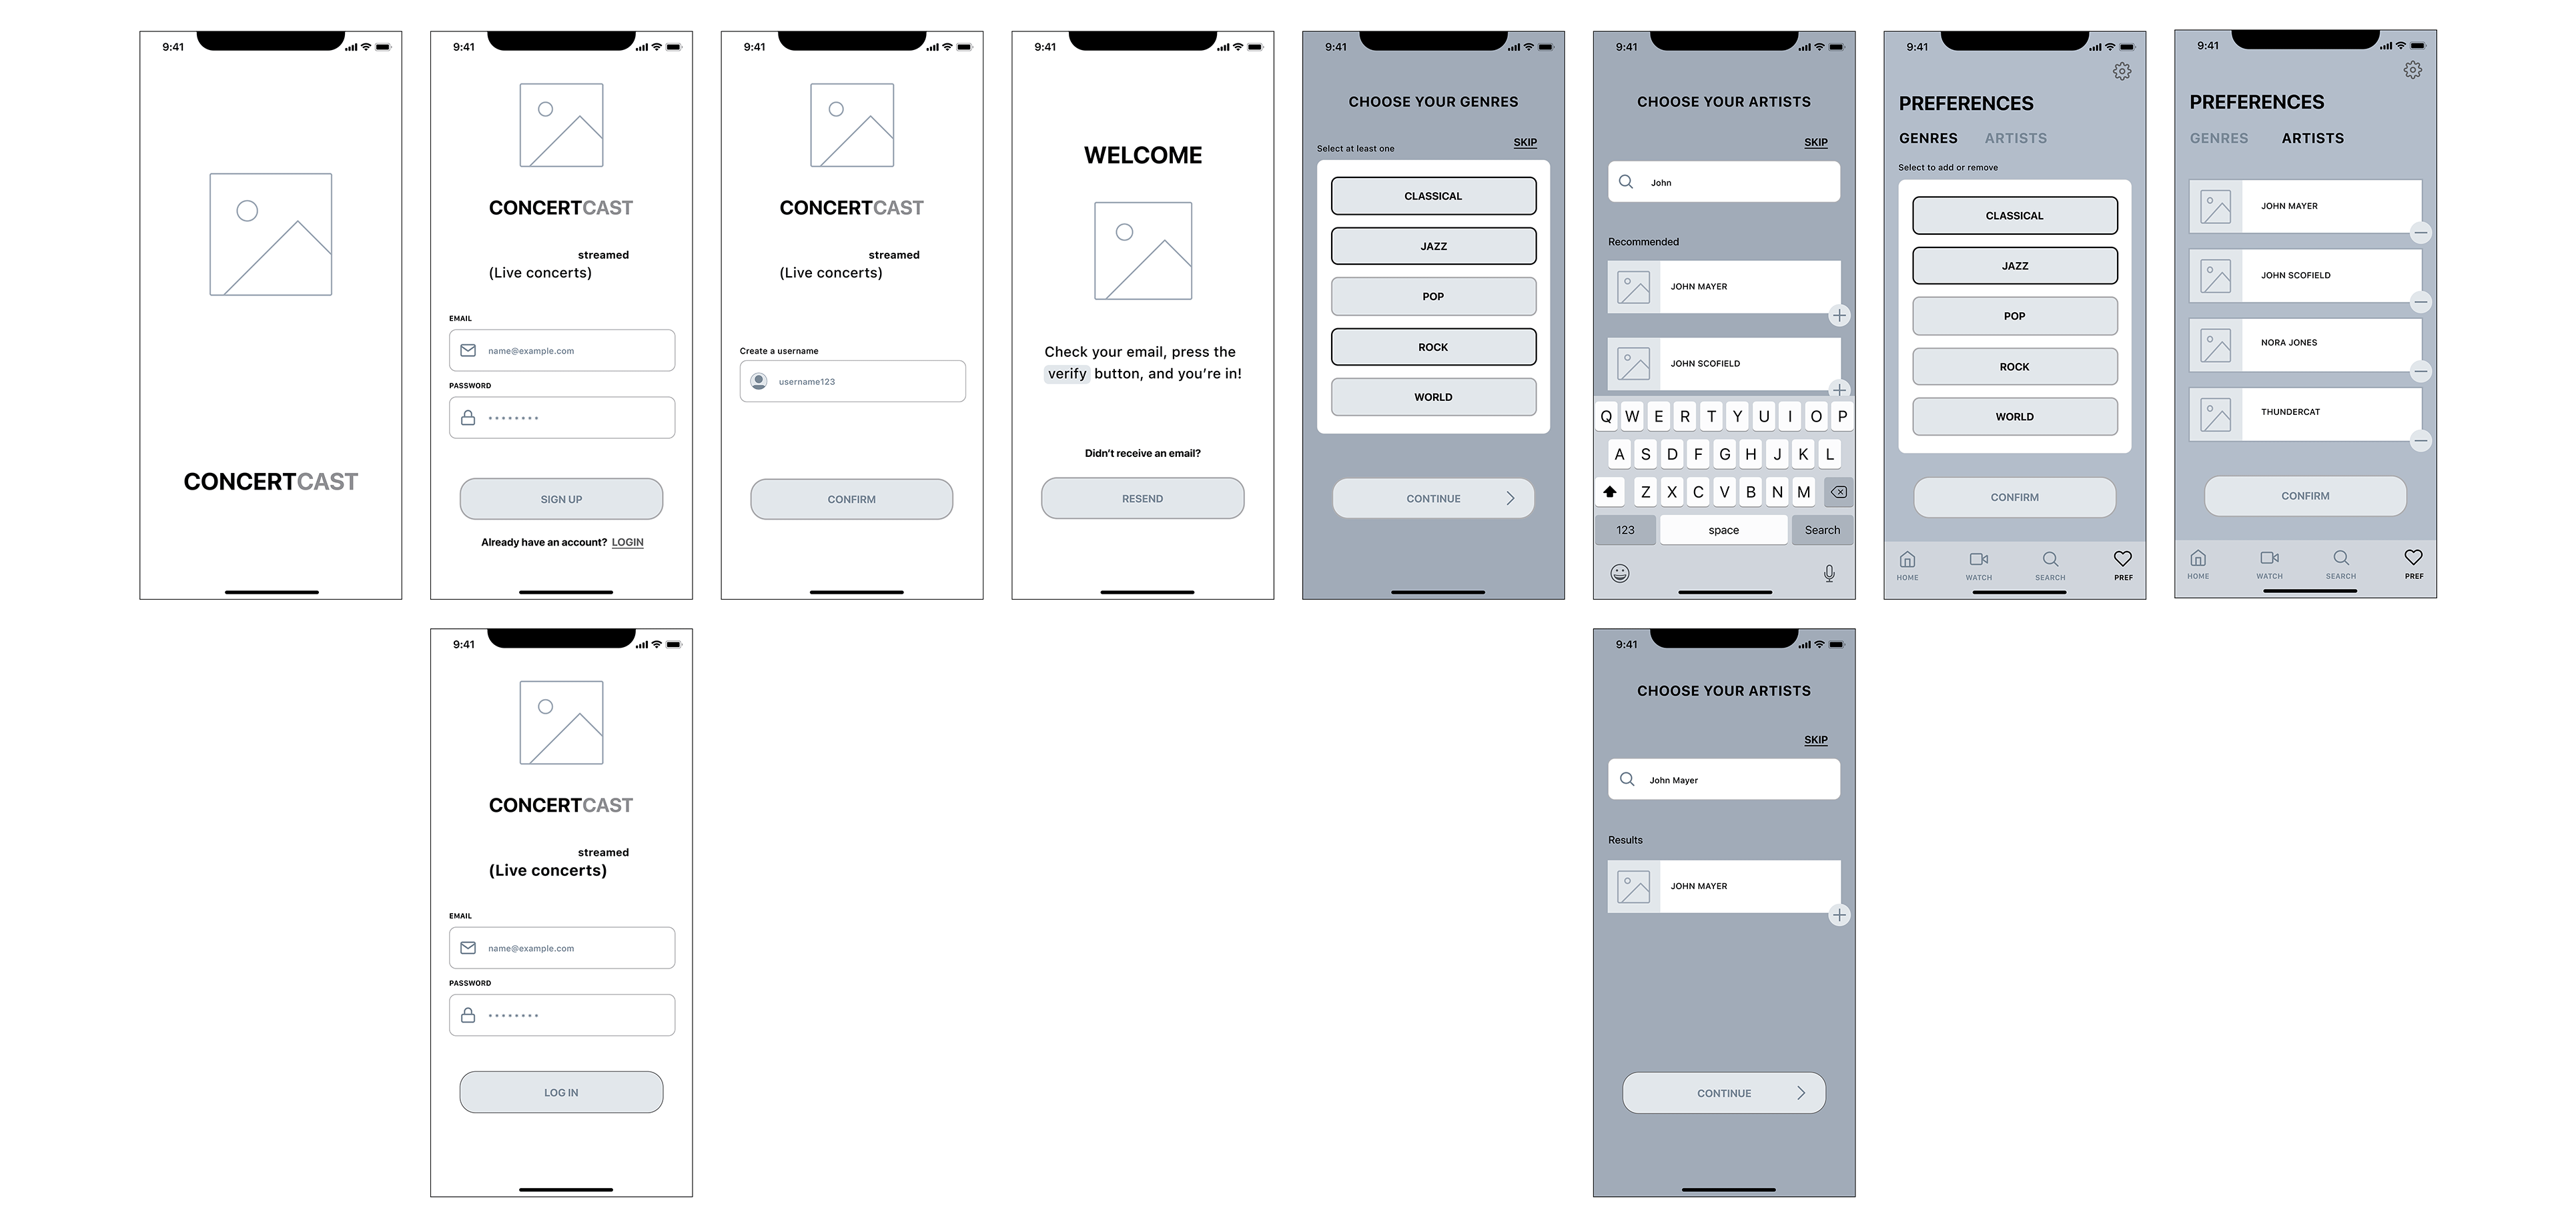 9:41
CONCERTCAST
9:41
CONCERTCAST
streamed
(Live concerts)
EMAIL
name@example.com
PASSWORD
SIGN UP
Already have an account? LOGIN
9:41
CONCERTCAST
streamed
(Live concerts)
Create a username
username123
CONFIRM
9:41
WELCOME
Check your email, press the
verify button, and you're in!
Didn't receive an email?
RESEND
9:41
CHOOSE YOUR GENRES
SKIP
Select at least one
CLASSICAL
JAZZ
POP
ROCK
WORLD
CONTINUE
9:41
CHOOSE YOUR ARTISTS
SKIP
John
Recommended
JOHN MAYER
JOHN SCOFIELD
Q W E R T Y U I O P
A S D F G H J K L
Z X C V B N M
123 space Search
9:41
PREFERENCES
GENRES ARTISTS
Select to add or remove
CLASSICAL
JAZZ
POP
ROCK
WORLD
CONFIRM
HOME WATCH SEARCH PREF
9:41
PREFERENCES
GENRES ARTISTS
JOHN MAYER
JOHN SCOFIELD
NORA JONES
THUNDERCAT
CONFIRM
HOME WATCH SEARCH PREF
9:41
CONCERTCAST
streamed
(Live concerts)
EMAIL
name@example.com
PASSWORD
LOG IN
9:41
CHOOSE YOUR ARTISTS
SKIP
John Mayer
Results
JOHN MAYER
CONTINUE